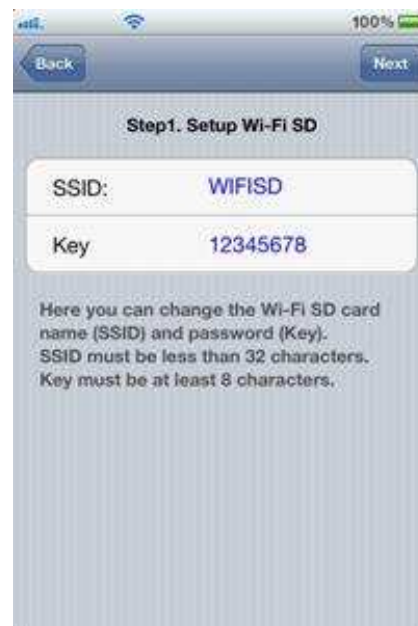 100%
Back
Next
Step1. Setup Wi-Fi SD
SSID: WIFISD
Key 12345678
Here you can change the Wi-Fi SD card
name (SSID) and password (Key).
SSID must be less than 32 characters.
Key must be at least 8 characters.